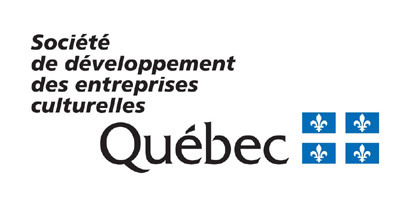 Société
de développement
des entreprises
culturelles
Québec